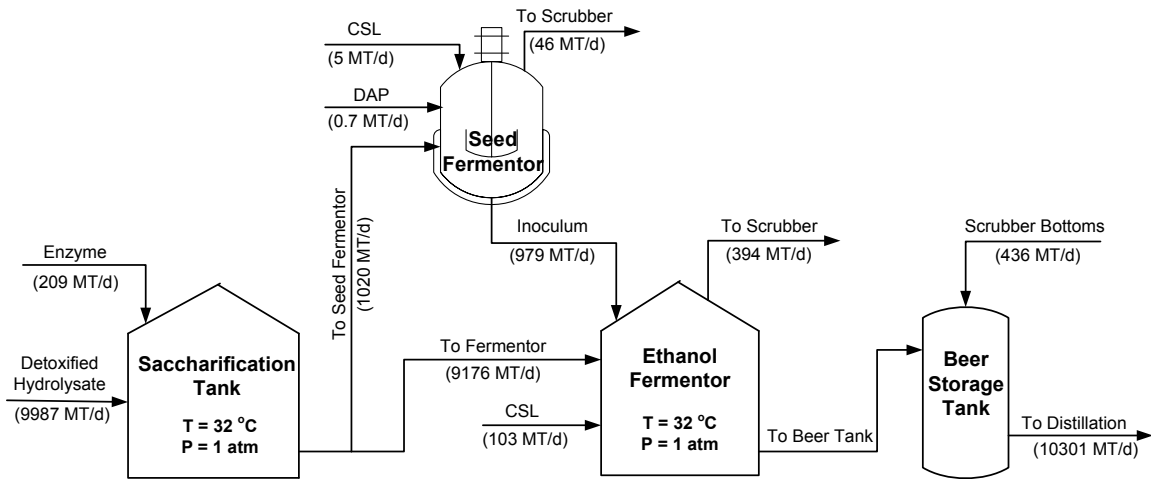 CSL
(5 MT/d)
To Scrubber
(46 MT/d)
DAP
(0.7 MT/d)
Seed
Fermentor
To Seed Fermentor
(1020 MT/d)
Inoculum
(979 MT/d)
To Scrubber
(394 MT/d)
Scrubber Bottoms
(436 MT/d)
Enzyme
(209 MT/d)
Detoxified
Hydrolysate
(9987 MT/d)
Saccharification
Tank
T = 32 °C
P = 1 atm
To Fermentor
(9176 MT/d)
CSL
(103 MT/d)
Ethanol
Fermentor
T = 32 °C
P = 1 atm
To Beer Tank
Beer
Storage
Tank
To Distillation
(10301 MT/d)